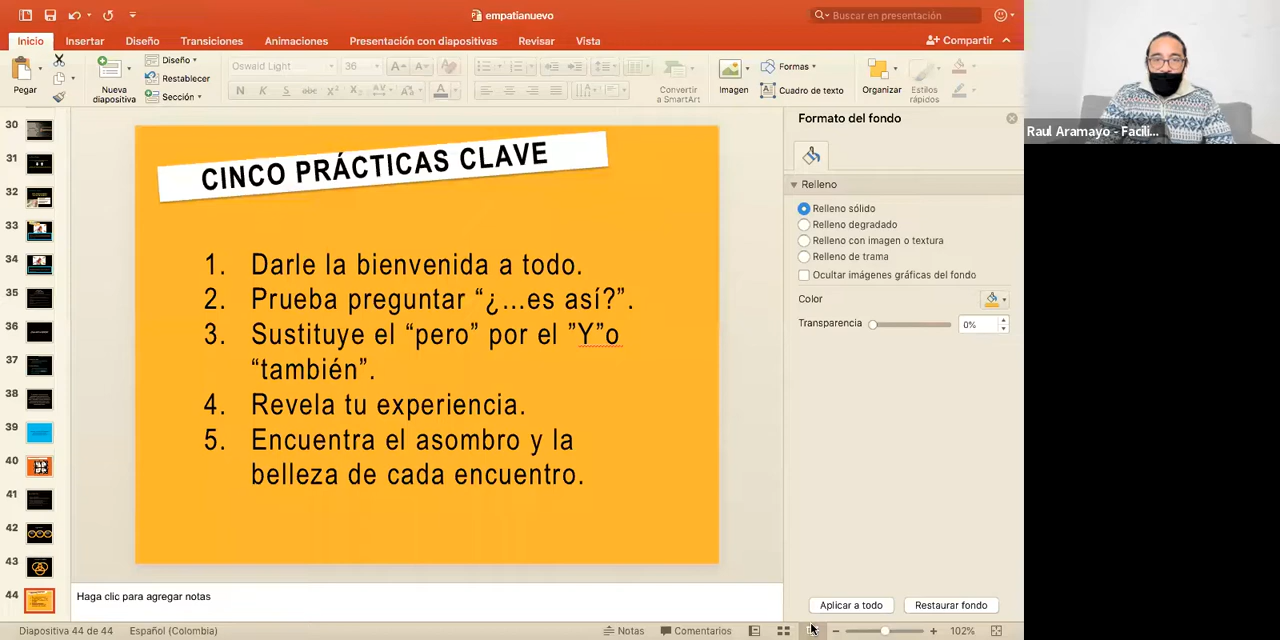 empatianuevo
Buscar en presentación
Inicio
Insertar
Diseño
Transiciones
Animaciones
Presentación con diapositivas
Revisar
Vista
Compartir
Pegar
Nueva
diapositiva
Diseño
Restablecer
Sección
Oswald Light
36
N K S abc X² X₂ AV Aa A
Convertir
a SmartArt
Imagen
Formas
Cuadro de texto
Organizar
Estilos
rápidos
30
31
32
33
34
35
36
37
38
39
40
41
42
43
44
CINCO PRÁCTICAS CLAVE
1. Darle la bienvenida a todo.
2. Prueba preguntar “¿...es así?”.
3. Sustituye el “pero” por el ”Y”o
“también”.
4. Revela tu experiencia.
5. Encuentra el asombro y la
belleza de cada encuentro.
Haga clic para agregar notas
Formato del fondo
Relleno
Relleno sólido
Relleno degradado
Relleno con imagen o textura
Relleno de trama
Ocultar imágenes gráficas del fondo
Color
Transparencia
0%
Aplicar a todo
Restaurar fondo
Diapositiva 44 de 44
Español (Colombia)
Notas
Comentarios
102%
Raul Aramayo - Facili...